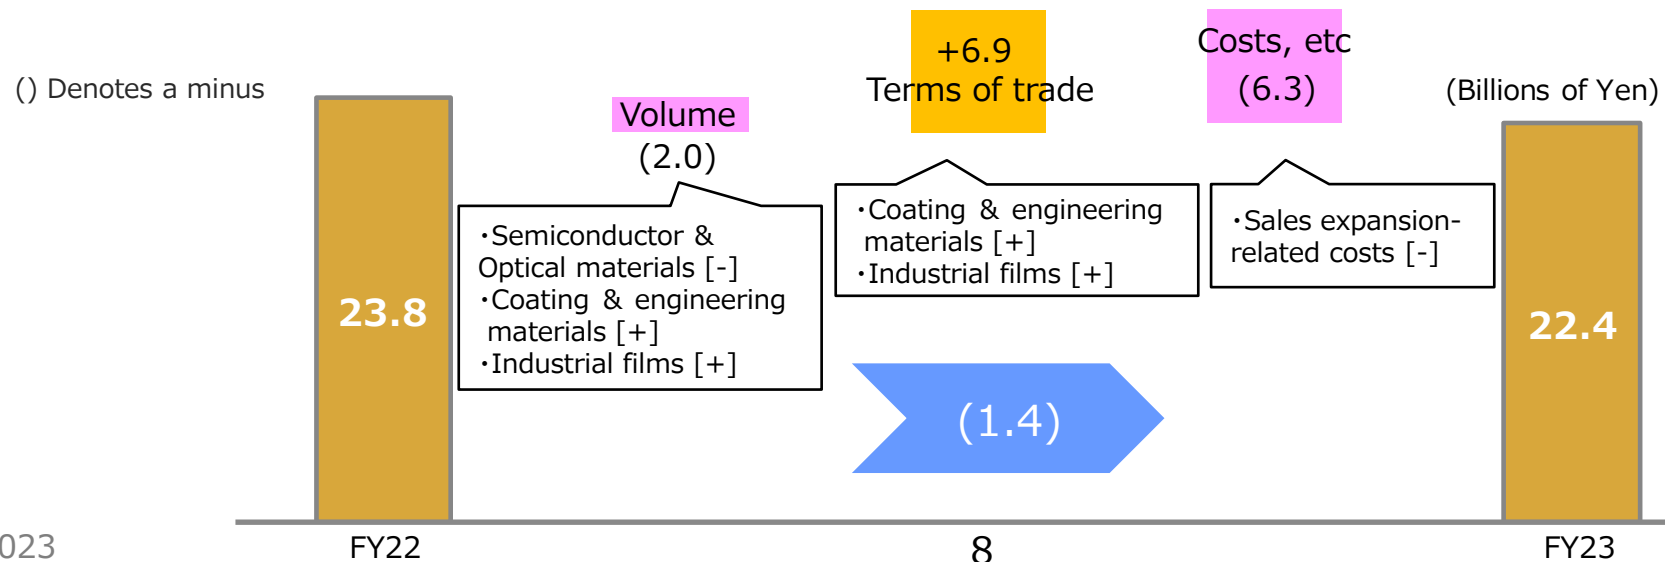 () Denotes a minus
(Billions of Yen)
23.8
Volume
(2.0)
・Semiconductor &
Optical materials [-]
・Coating & engineering
materials [+]
・Industrial films [+]
+6.9
Terms of trade
・Coating & engineering
materials [+]
・Industrial films [+]
Costs, etc
(6.3)
・Sales expansion-
related costs [-]
(1.4)
22.4
023
FY22
8
FY23